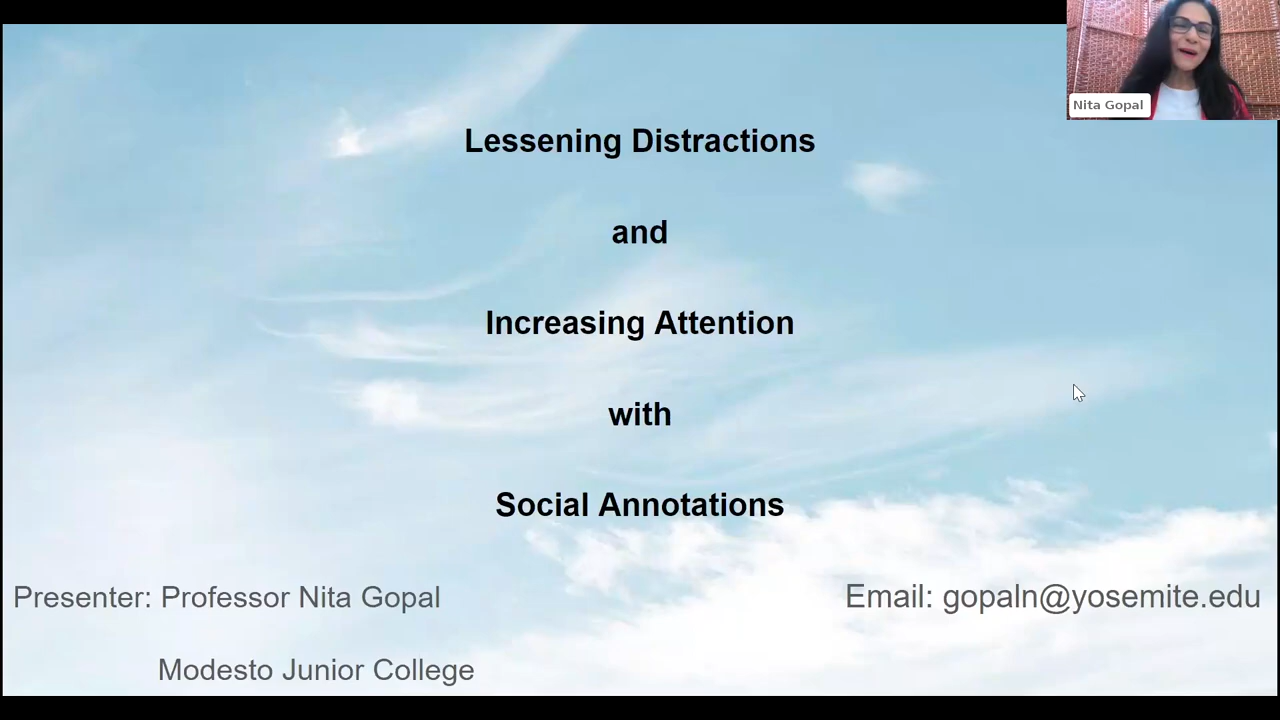 Nita Gopal
Lessening Distractions
and
Increasing Attention
with
Social Annotations
Presenter: Professor Nita Gopal
Email: gopaln@yosemite.edu
Modesto Junior College